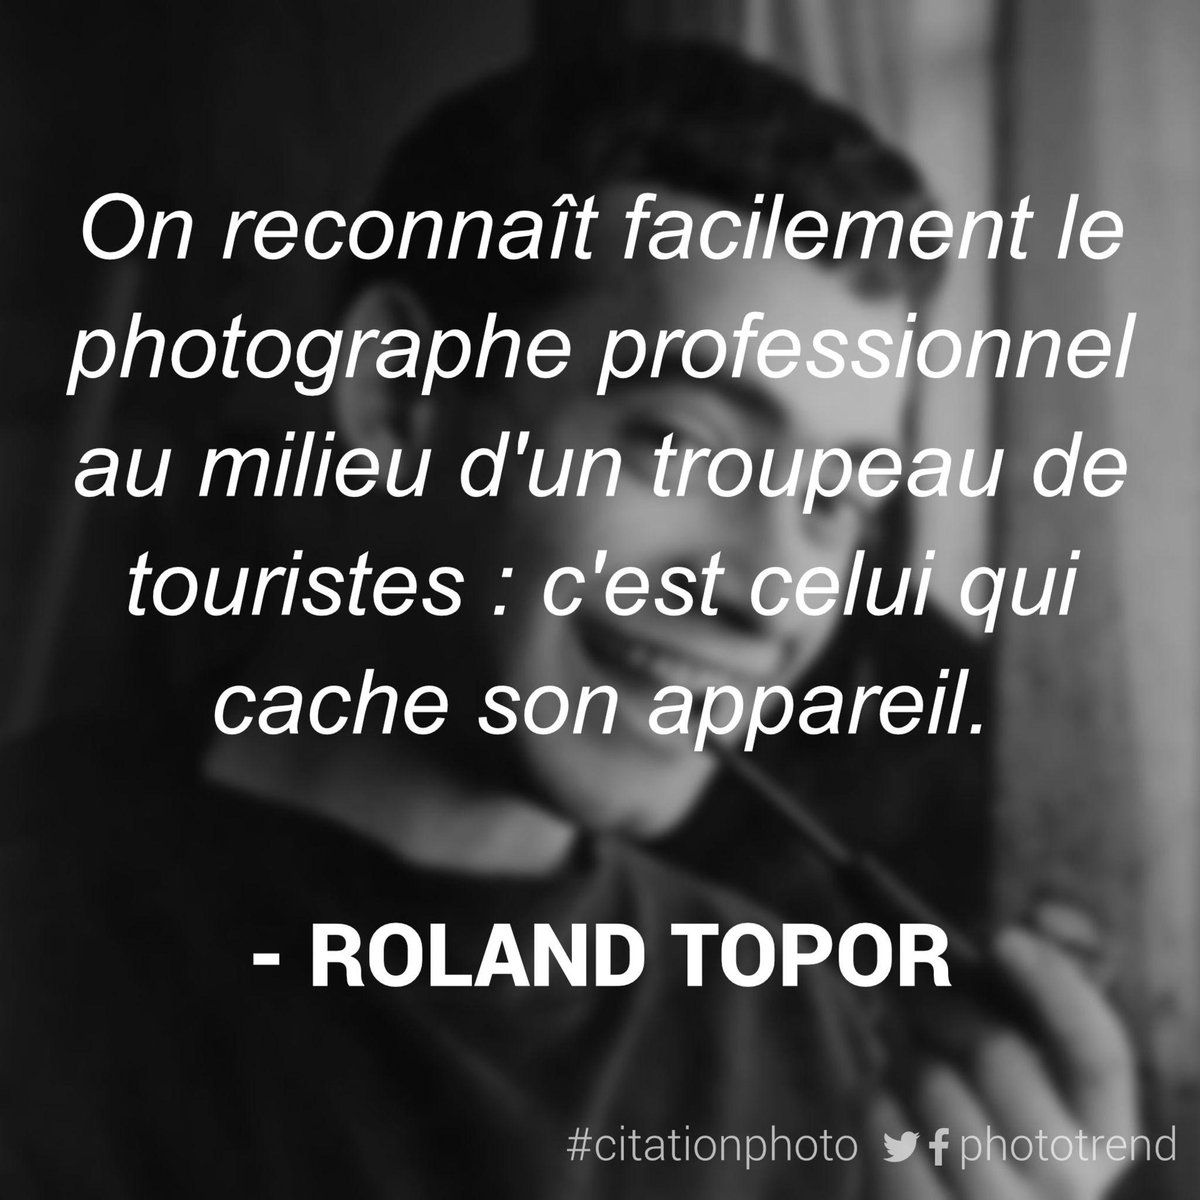 On reconnaît facilement le
photographe professionnel
au milieu d'un troupeau de
touristes : c'est celui qui
cache son appareil.
- ROLAND TOPOR
#citationphoto phototrend